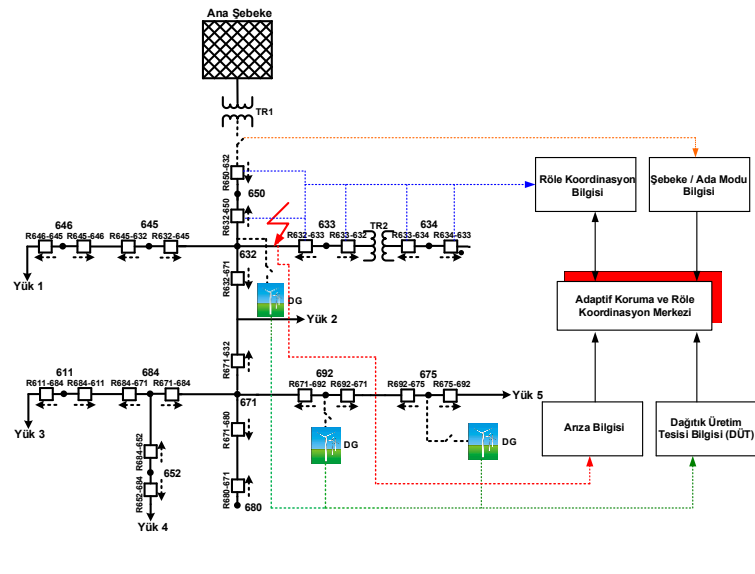 Ana Şebeke
TR1
R650-632
650
R632-650
646
645
R646-645
R645-646
R645-632
R632-645
632
633
TR2
634
R632-633
R633-632
R633-634
R634-633
Yük 1
R632-671
DG
Yük 2
R671-632
611
684
R611-684
R684-611
R684-671
R671-684
671
692
675
R671-692
R692-671
R692-675
R675-692
Yük 5
Yük 3
R684-652
652
R652-684
Yük 4
R671-680
R680-671
680
DG
DG
Röle Koordinasyon
Bilgisi
Şebeke / Ada Modu
Bilgisi
Adaptif Koruma ve Röle
Koordinasyon Merkezi
Arıza Bilgisi
Dağıtık Üretim
Tesisi Bilgisi (DÜT)